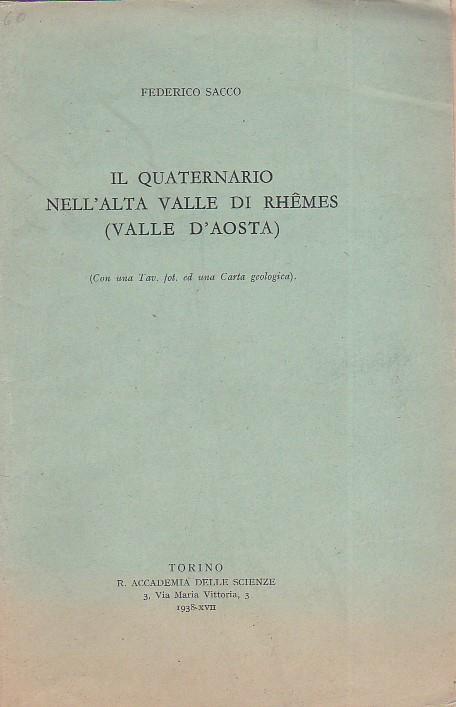 60
FEDERICO SACCO
IL QUATERNARIO
NELL'ALTA VALLE DI RHÊMES
(VALLE D'AOSTA)
(Con una Tav. fot. ed una Carta geologica).
TORINO
R. ACCADEMIA DELLE SCIENZE
3, Via Maria Vittoria, 3
1938-XVII